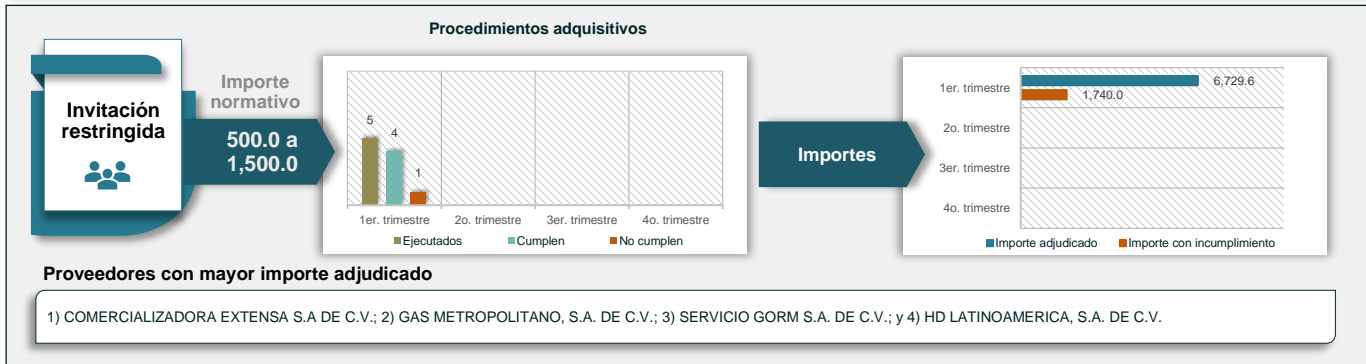 Procedimientos adquisitivos
Invitación
restringida
Importe
normativo
500.0 a
1,500.0
5
4
1
1er. trimestre
2o. trimestre
3er. trimestre
4o. trimestre
Ejecutados
Cumplen
No cumplen
Importes
1er. trimestre
6,729.6
1,740.0
2o. trimestre
3er. trimestre
4o. trimestre
Importe adjudicado
Importe con incumplimiento
Proveedores con mayor importe adjudicado
1) COMERCIALIZADORA EXTENSA S.A DE C.V.; 2) GAS METROPOLITANO, S.A. DE C.V.; 3) SERVICIO GORM S.A. DE C.V.; y 4) HD LATINOAMERICA, S.A. DE C.V.